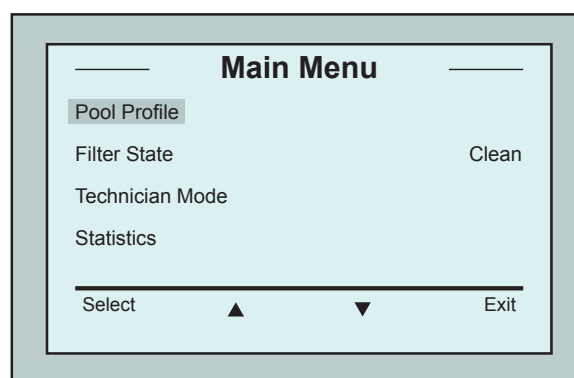 Main Menu
Pool Profile
Filter State Clean
Technician Mode
Statistics
Select ▲ ▼ Exit